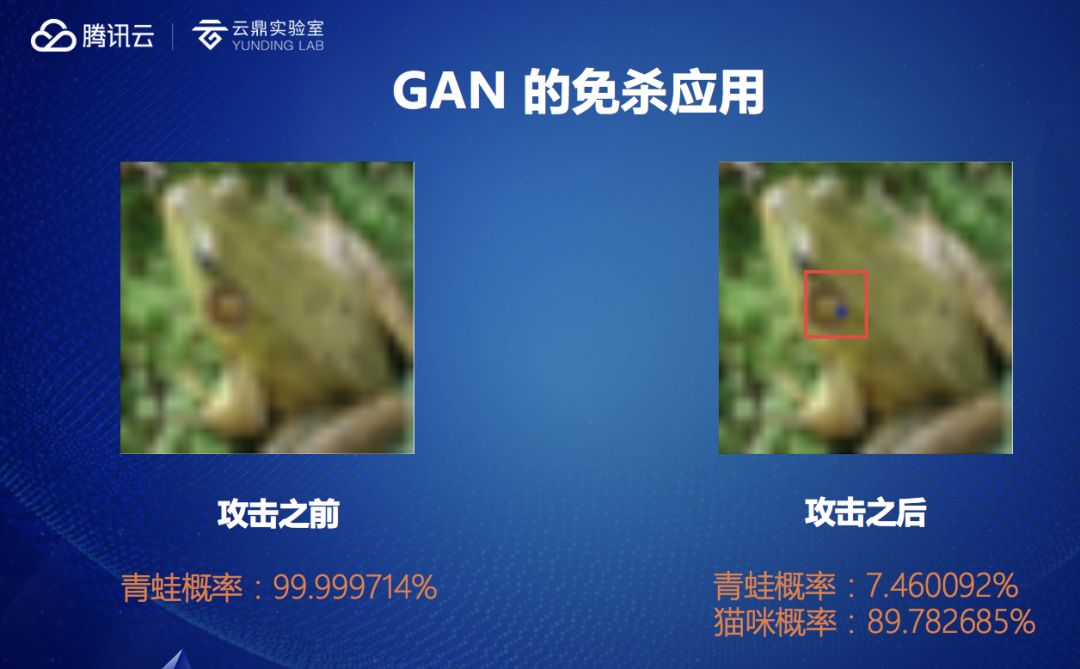 腾讯云
云鼎实验室
YUNDING LAB
GAN 的免杀应用
攻击之前
攻击之后
青蛙概率：99.999714%
青蛙概率：7.460092%
猫咪概率：89.782685%